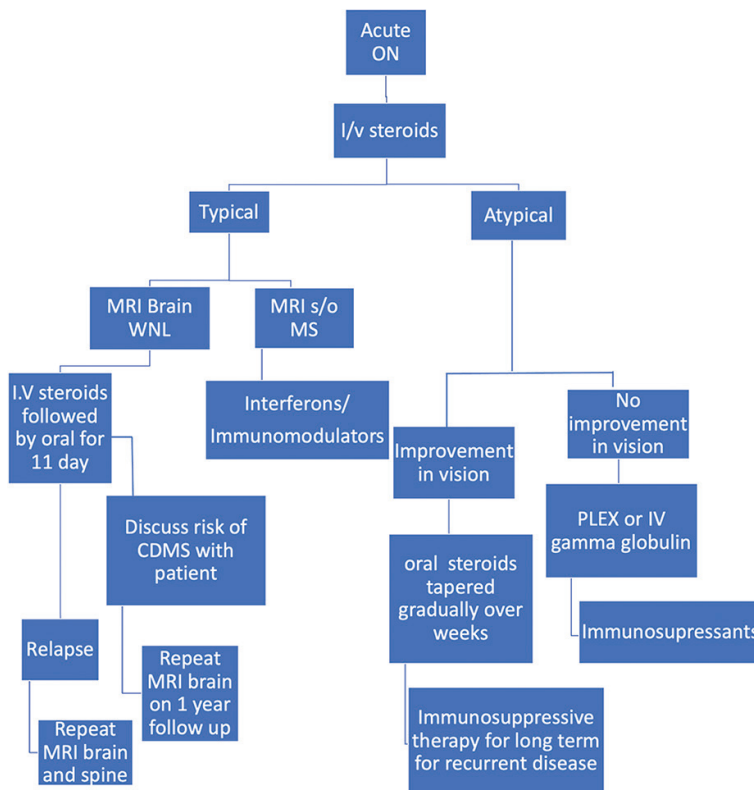 Acute
ON
I/v steroids
Typical
Atypical
MRI Brain
WNL
MRI s/o
MS
I.V steroids
followed
by oral for
11 day
Interferons/
Immunomodulators
Improvement
in vision
No
improvement
in vision
Discuss risk of
CDMS with
patient
PLEX or IV
gamma globulin
oral steroids
tapered
gradually over
weeks
Relapse
Repeat
MRI brain
on 1 year
follow up
Immunosupressants
Repeat
MRI brain
and spine
Immunosuppressive
therapy for long term
for recurrent disease